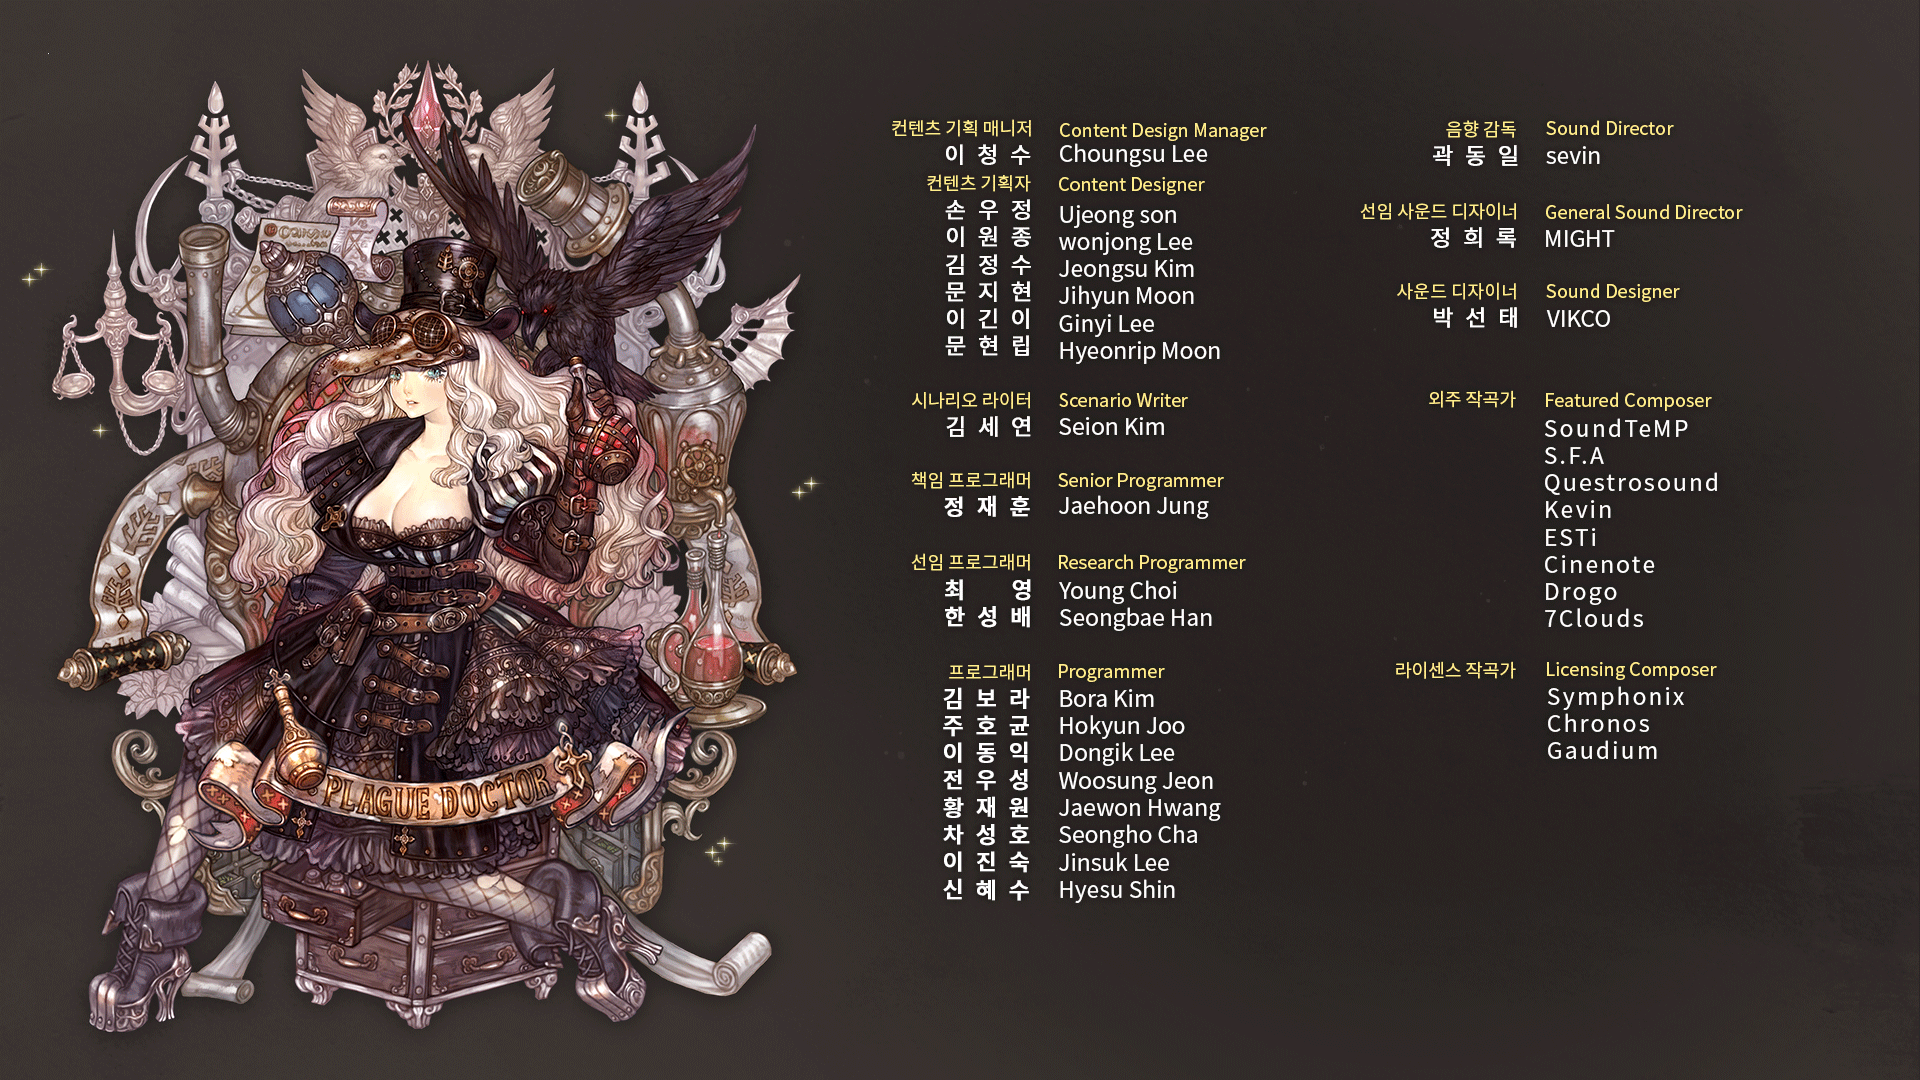 PLAGUE DOCTOR
컨텐츠 기획 매니저 Content Design Manager
이 청 수 Choungsu Lee
컨텐츠 기획자 Content Designer
손 우 정 Ujeong son
이 원 종 wonjong Lee
김 정 수 Jeongsu Kim
문 지 현 Jihyun Moon
이 긴 이 Ginyi Lee
문 현 립 Hyeonrip Moon
시나리오 라이터 Scenario Writer
김 세 연 Seion Kim
책임 프로그래머 Senior Programmer
정 재 훈 Jaehoon Jung
선임 프로그래머 Research Programmer
최 영 Young Choi
한 성 배 Seongbae Han
프로그래머 Programmer
김 보 라 Bora Kim
주 호 균 Hokyun Joo
이 동 익 Dongik Lee
전 우 성 Woosung Jeon
황 재 원 Jaewon Hwang
차 성 호 Seongho Cha
이 진 숙 Jinsuk Lee
신 혜 수 Hyesu Shin
음향 감독 Sound Director
곽 동 일 sevin
선임 사운드 디자이너 General Sound Director
정 희 록 MIGHT
사운드 디자이너 Sound Designer
박 선 태 VIKCO
외주 작곡가 Featured Composer
SoundTeMP
S.F.A
Questrosound
Kevin
ESTi
Cinenote
Drogo
7Clouds
라이센스 작곡가 Licensing Composer
Symphonix
Chronos
Gaudium